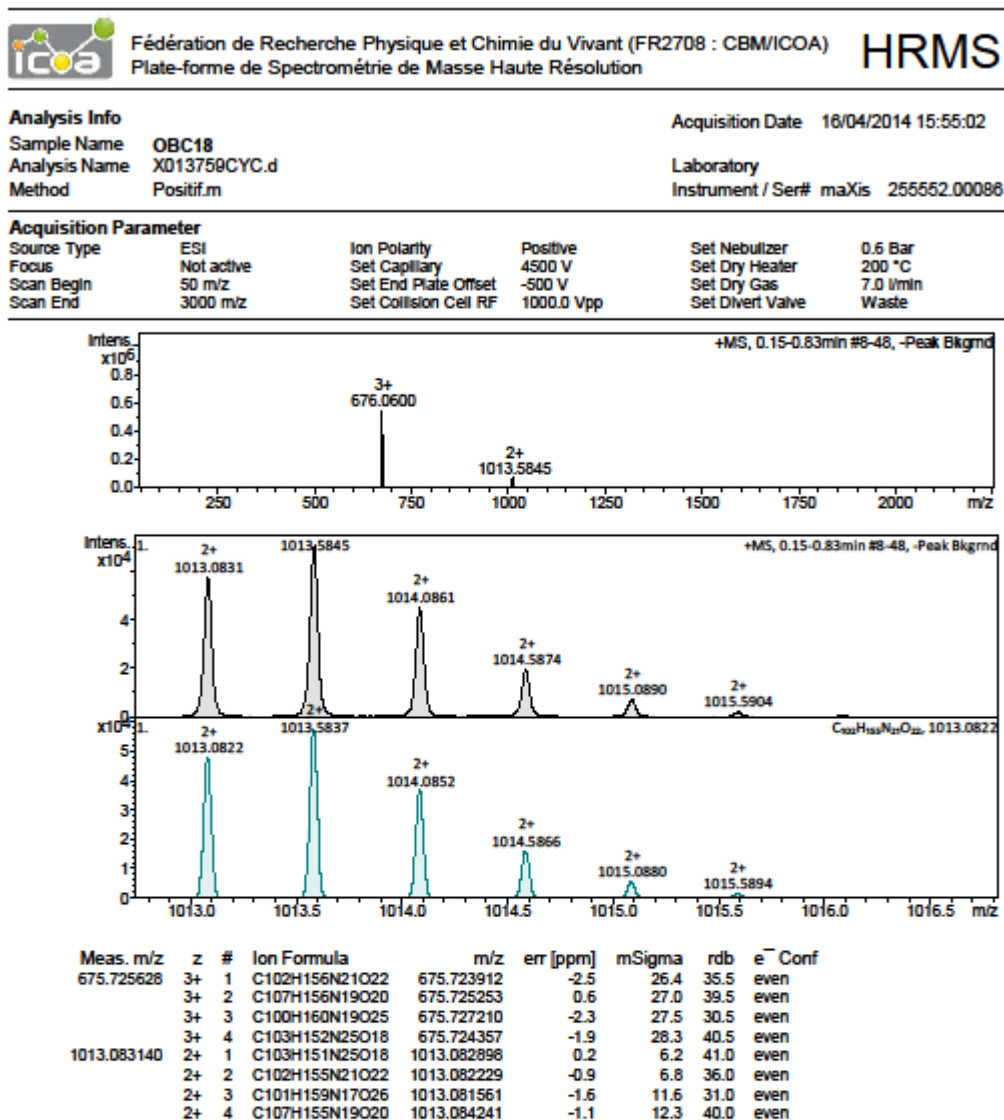 icoa
Fédération de Recherche Physique et Chimie du Vivant (FR2708 : CBM/ICOA)
Plate-forme de Spectrométrie de Masse Haute Résolution
HRMS
Analysis Info
Acquisition Date 16/04/2014 15:55:02
Sample Name OBC18
Analysis Name X013759CYC.d
Laboratory
Method Positif.m
Instrument / Ser# maXis 255552.00086
Acquisition Parameter
Source Type ESI Ion Polarity Positive Set Nebulizer 0.6 Bar
Focus Not active Set Capillary 4500 V Set Dry Heater 200 °C
Scan Begin 50 m/z Set End Plate Offset -500 V Set Dry Gas 7.0 l/min
Scan End 3000 m/z Set Collision Cell RF 1000.0 Vpp Set Divert Valve Waste
Intens.
x10⁶
+MS, 0.15-0.83min #8-48, -Peak Bkgrnd
0.8
0.6
0.4
0.2
0.0
3+
676.0600
2+
1013.5845
250 500 750 1000 1250 1500 1750 2000 m/z
Intens. 1.
x10⁴
+MS, 0.15-0.83min #8-48, -Peak Bkgrnd
4
2
0
2+
1013.0831
1013.5845
2+
1014.0861
2+
1014.5874
2+
1015.0890
2+
1015.5904
x10⁴ 1.
C₁₀₂H₁₅₅N₂₁O₂₂, 1013.0822
5
4
3
2
1
0
2+
1013.0822
2+
1013.5837
2+
1014.0852
2+
1014.5866
2+
1015.0880
2+
1015.5894
1013.0 1013.5 1014.0 1014.5 1015.0 1015.5 1016.0 1016.5 m/z
Meas. m/z z # Ion Formula m/z err [ppm] mSigma rdb e⁻ Conf
675.725628 3+ 1 C102H156N21O22 675.723912 -2.5 26.4 35.5 even
3+ 2 C107H156N19O20 675.725253 0.6 27.0 39.5 even
3+ 3 C100H160N19O25 675.727210 -2.3 27.5 30.5 even
3+ 4 C103H152N25O18 675.724357 -1.9 28.3 40.5 even
1013.083140 2+ 1 C103H151N25O18 1013.082898 0.2 6.2 41.0 even
2+ 2 C102H155N21O22 1013.082229 -0.9 6.8 36.0 even
2+ 3 C101H159N17O26 1013.081561 -1.6 11.6 31.0 even
2+ 4 C107H155N19O20 1013.084241 -1.1 12.3 40.0 even